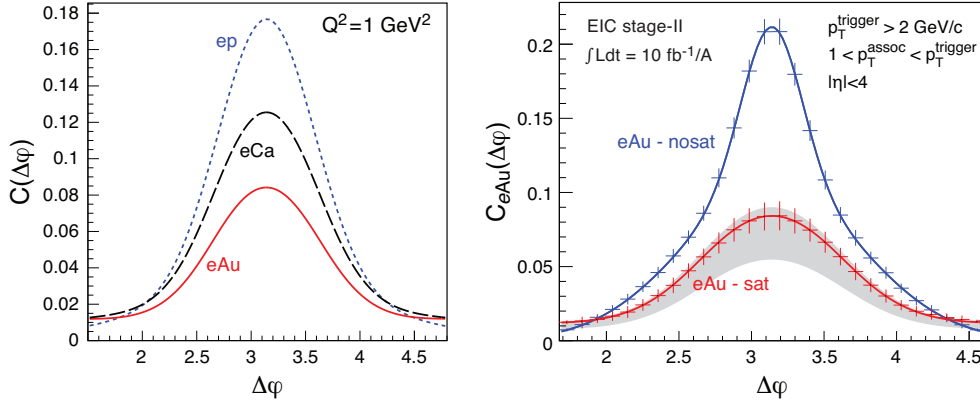 Q²=1 GeV²
ep
eCa
eAu
C(Δφ)
0.18
0.16
0.14
0.12
0.1
0.08
0.06
0.04
0.02
0
2 2.5 3 3.5 4 4.5
Δφ
EIC stage-II
∫Ldt = 10 fb⁻¹/A
p_T^trigger > 2 GeV/c
1 < p_T^assoc < p_T^trigger
|η|<4
eAu - nosat
eAu - sat
C_eAu(Δφ)
0.2
0.15
0.1
0.05
0
2 2.5 3 3.5 4 4.5
Δφ